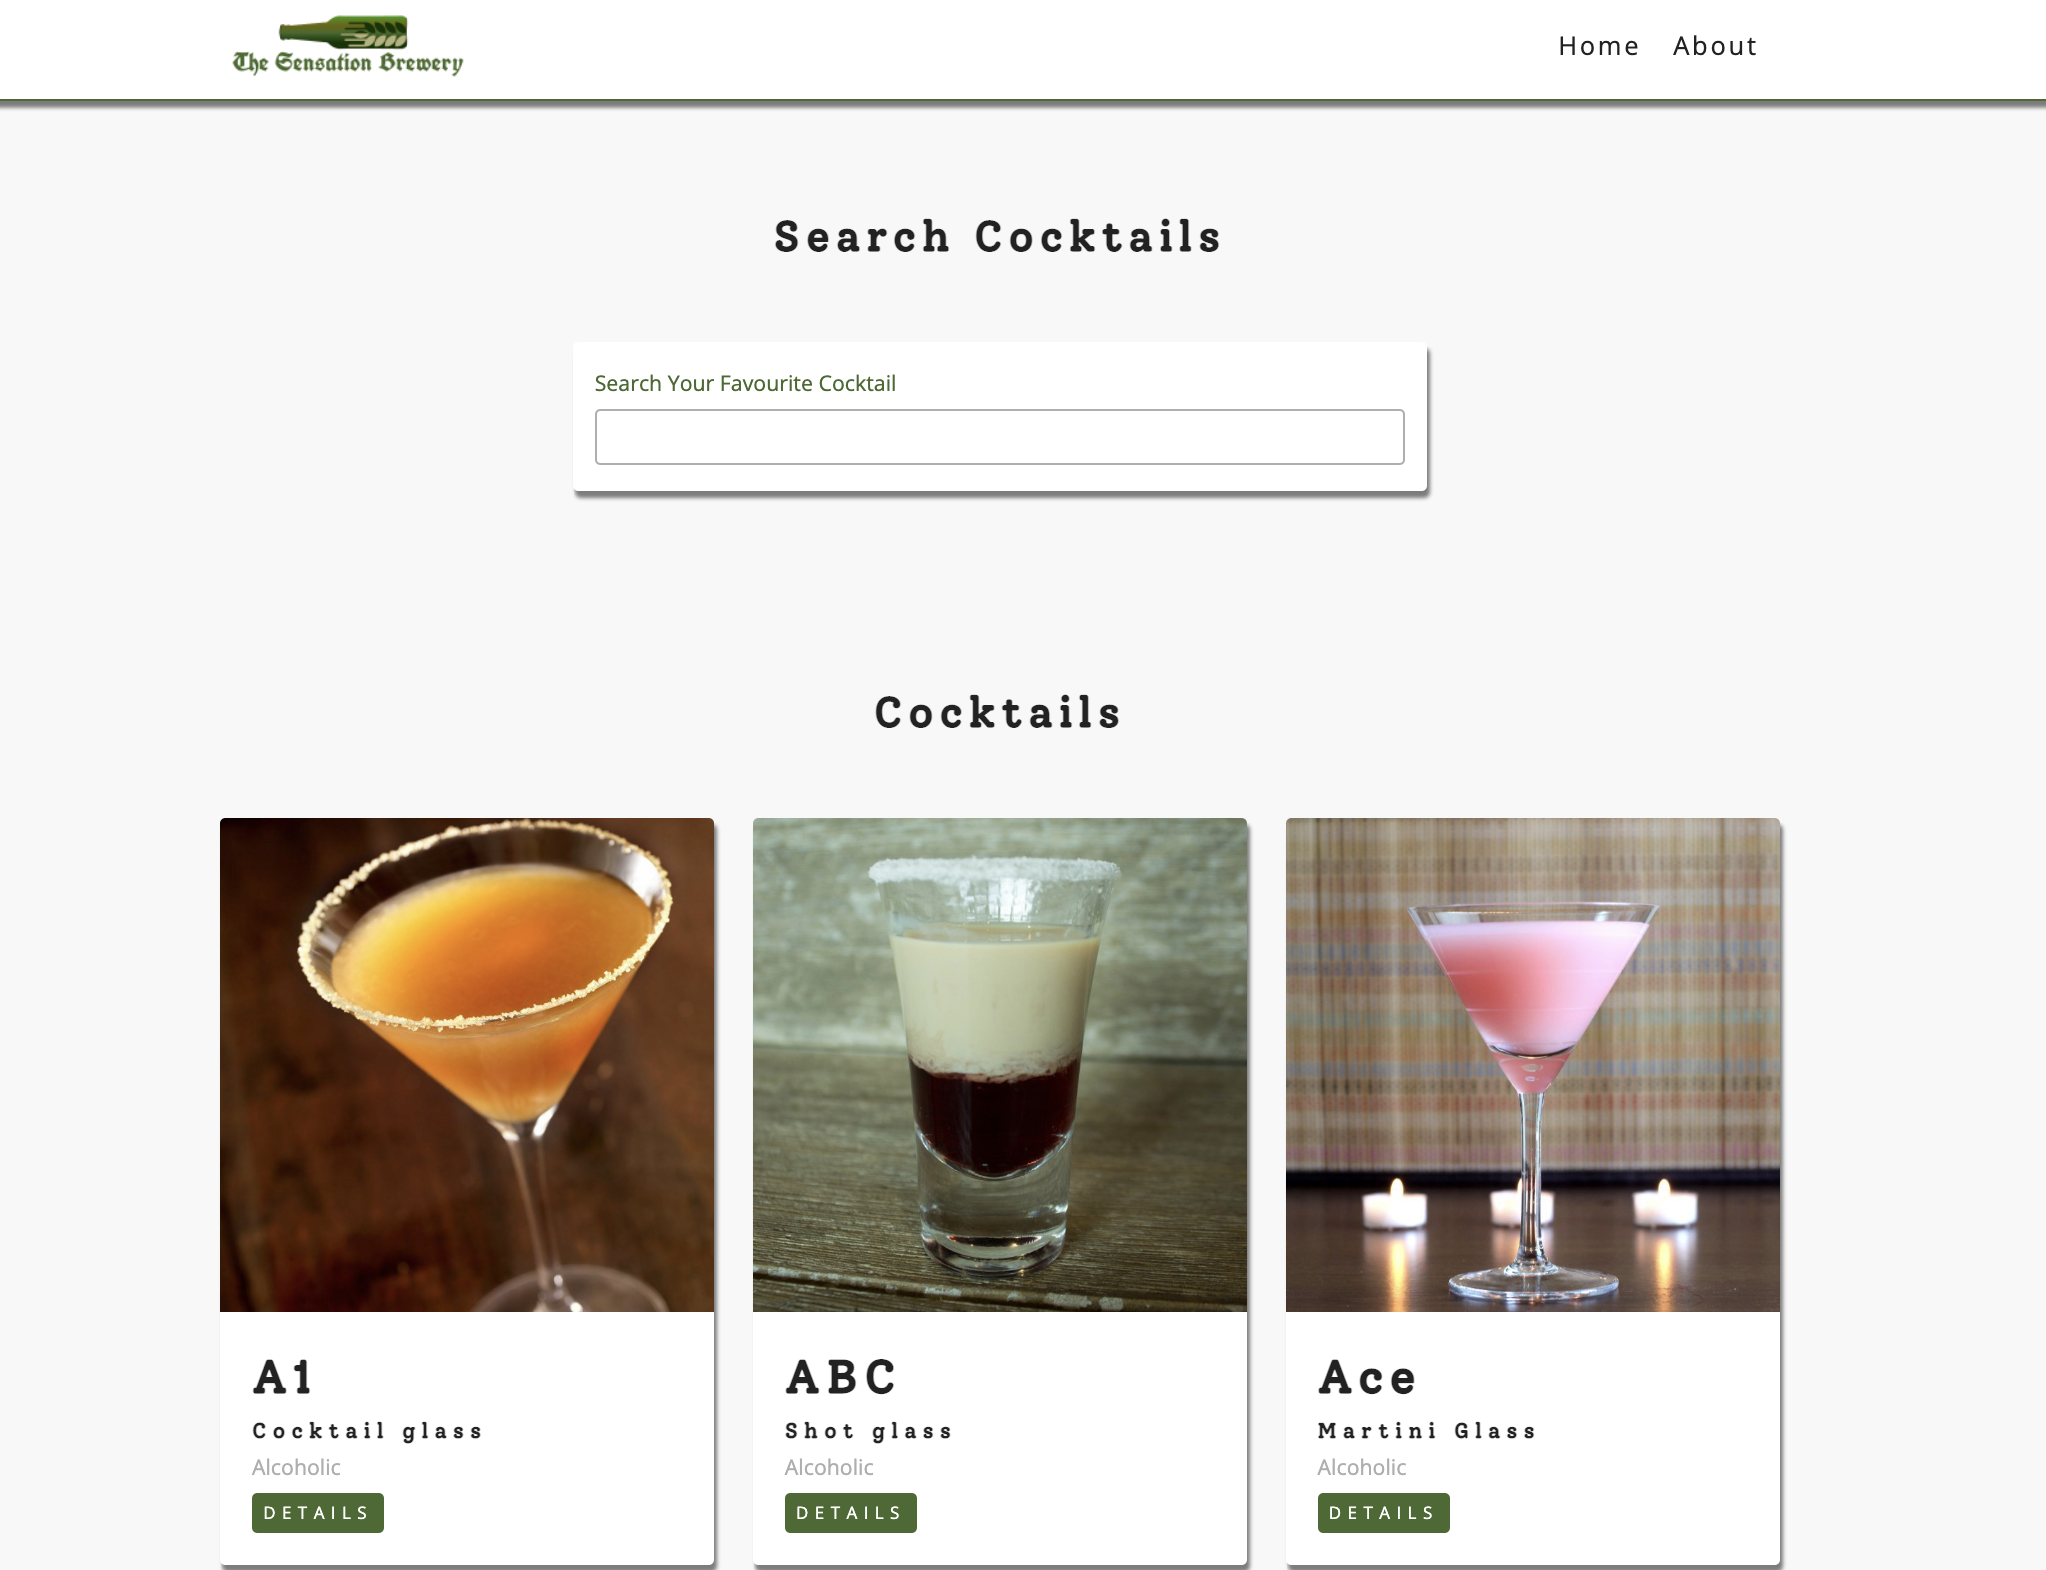 The Sensation Brewery
Home About
Search Cocktails
Search Your Favourite Cocktail
Cocktails
A1
Cocktail glass
Alcoholic
DETAILS
ABC
Shot glass
Alcoholic
DETAILS
Ace
Martini Glass
Alcoholic
DETAILS